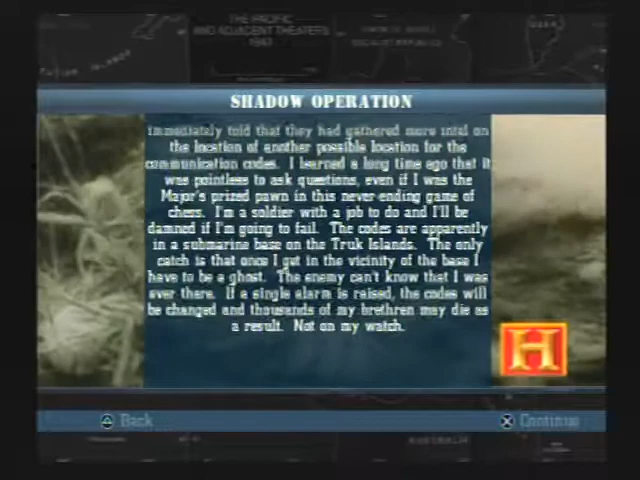 THE PACIFIC
AND ADJACENT THEATERS
1942
SHADOW OPERATION
immediately told that they had gathered more intel on
the location of another possible location for the
communication codes. I learned a long time ago that it
was pointless to ask questions, even if I was the
Major's prized pawn in this never-ending game of
chess. I'm a soldier with a job to do and I'll be
damned if I'm going to fail. The codes are apparently
in a submarine base on the Truk Islands. The only
catch is that once I get in the vicinity of the base I
have to be a ghost. The enemy can't know that I was
ever there. If a single alarm is raised, the codes will
be changed and thousands of my brethren may die as
a result. Not on my watch.
H
Back
Continue
AUSTRALIA